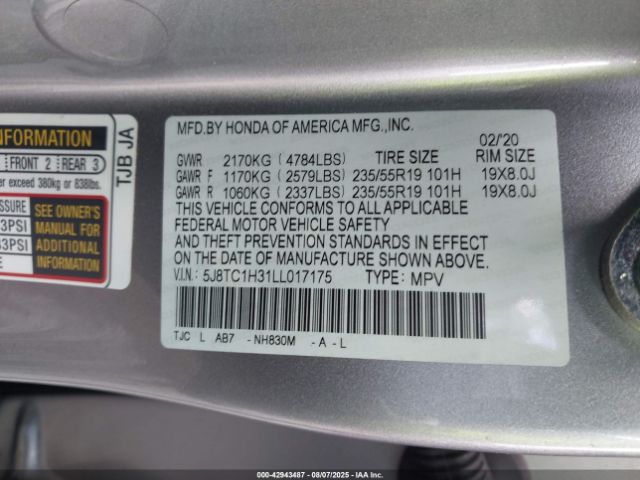 MFD.BY HONDA OF AMERICA MFG.,INC.
02/'20
GVWR 2170KG ( 4784LBS) TIRE SIZE RIM SIZE
GAWR F 1170KG ( 2579LBS) 235/55R19 101H 19X8.0J
GAWR R 1060KG ( 2337LBS) 235/55R19 101H 19X8.0J
THIS VEHICLE CONFORMS TO ALL APPLICABLE
FEDERAL MOTOR VEHICLE SAFETY
AND THEFT PREVENTION STANDARDS IN EFFECT
ON THE DATE OF MANUFACTURE SHOWN ABOVE.
V.I.N.: 5J8TC1H31LL017175 TYPE: MPV
TJC L AB7 -NH830M -A-L
INFORMATION
FRONT 2 REAR 3
er exceed 380kg or 838lbs.
SSURE
3PSI
3PSI
SEE OWNER'S
MANUAL FOR
ADDITIONAL
INFORMATION
TJB JA
00-42943487 - 08/07/2025 - IAAI.COM